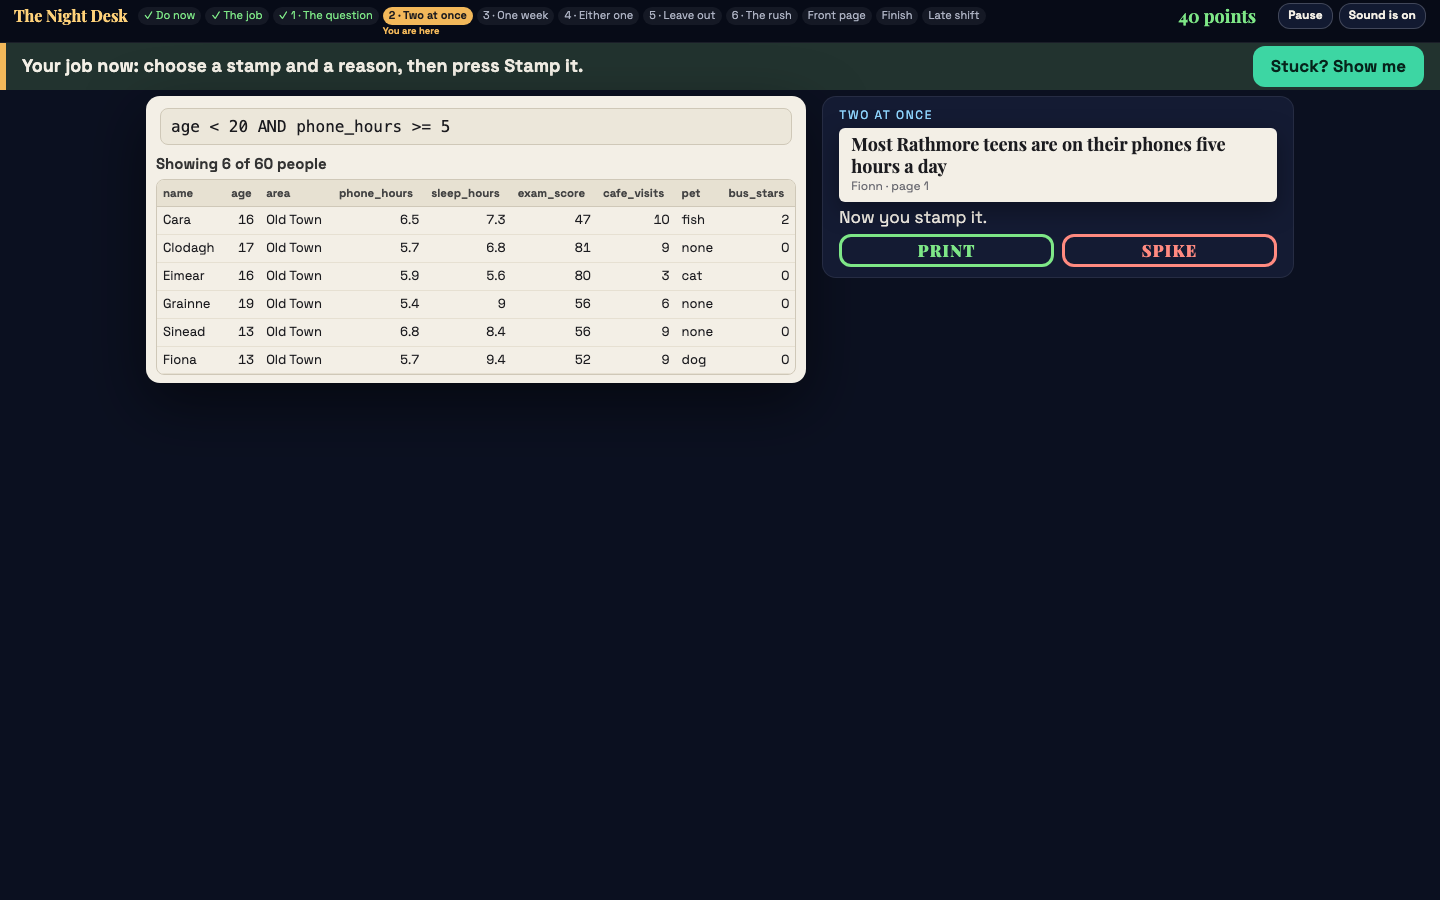 The Night Desk
✓ Do now
✓ The job
✓ 1 · The question
2 · Two at once
3 · One week
4 · Either one
5 · Leave out
6 · The rush
Front page
Finish
Late shift
You are here
40 points
Pause
Sound is on
Your job now: choose a stamp and a reason, then press Stamp it.
Stuck? Show me
age < 20 AND phone_hours >= 5
Showing 6 of 60 people
name age area phone_hours sleep_hours exam_score cafe_visits pet bus_stars
Cara 16 Old Town 6.5 7.3 47 10 fish 2
Clodagh 17 Old Town 5.7 6.8 81 9 none 0
Eimear 16 Old Town 5.9 5.6 80 3 cat 0
Grainne 19 Old Town 5.4 9 56 6 none 0
Sinead 13 Old Town 6.8 8.4 56 9 none 0
Fiona 13 Old Town 5.7 9.4 52 9 dog 0
TWO AT ONCE
Most Rathmore teens are on their phones five
hours a day
Fionn · page 1
Now you stamp it.
PRINT
SPIKE